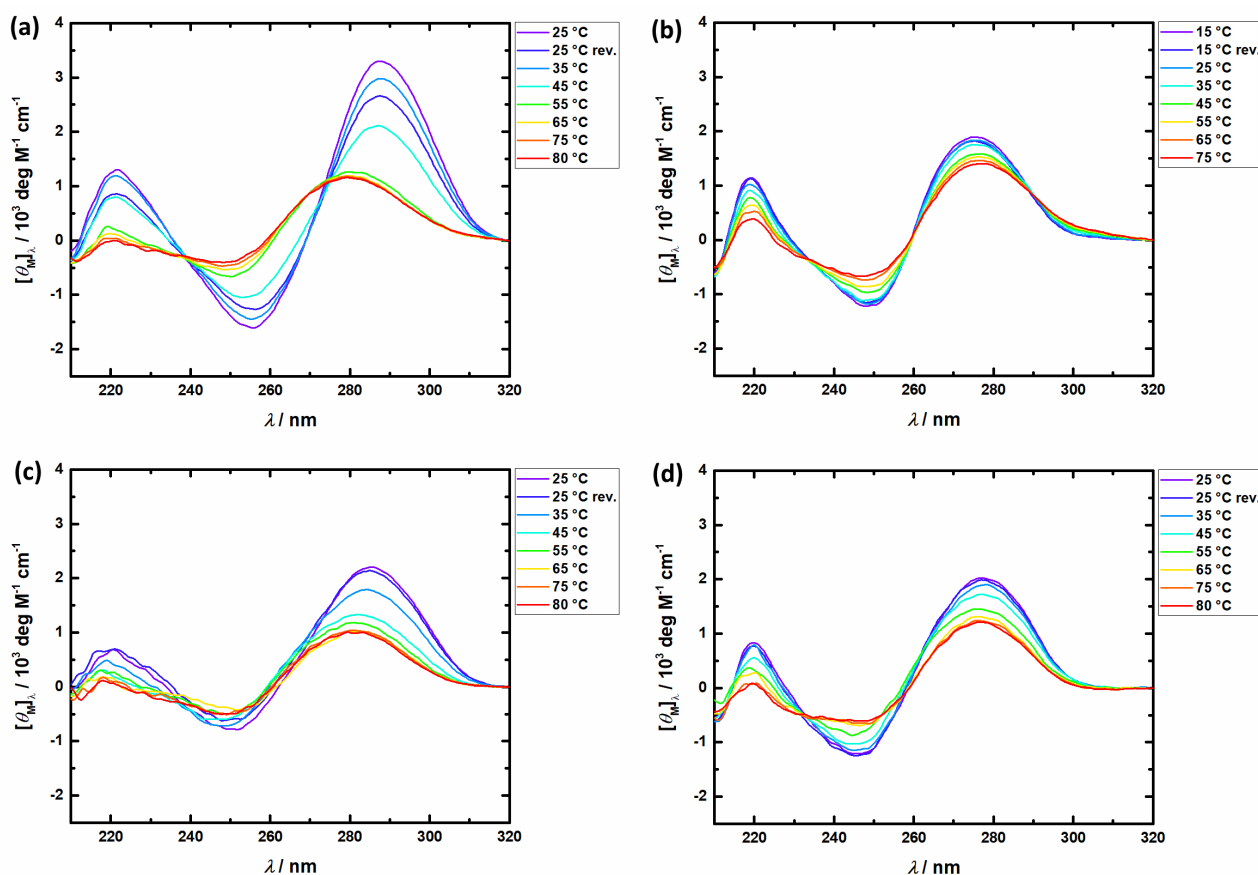 (a)
[θM]λ / 10³ deg M⁻¹ cm⁻¹
4
3
2
1
0
-1
-2
220 240 260 280 300 320
λ / nm
25 °C
25 °C rev.
35 °C
45 °C
55 °C
65 °C
75 °C
80 °C
(b)
[θM]λ / 10³ deg M⁻¹ cm⁻¹
4
3
2
1
0
-1
-2
220 240 260 280 300 320
λ / nm
15 °C
15 °C rev.
25 °C
35 °C
45 °C
55 °C
65 °C
75 °C
(c)
[θM]λ / 10³ deg M⁻¹ cm⁻¹
4
3
2
1
0
-1
-2
220 240 260 280 300 320
λ / nm
25 °C
25 °C rev.
35 °C
45 °C
55 °C
65 °C
75 °C
80 °C
(d)
[θM]λ / 10³ deg M⁻¹ cm⁻¹
4
3
2
1
0
-1
-2
220 240 260 280 300 320
λ / nm
25 °C
25 °C rev.
35 °C
45 °C
55 °C
65 °C
75 °C
80 °C